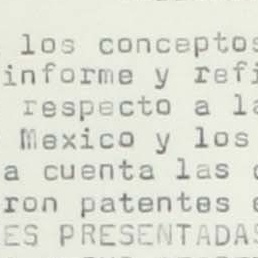 los conceptos
informe y refi
respecto a la
Mexico y los
a cuenta las
ron patentes
ES PRESENTADAS